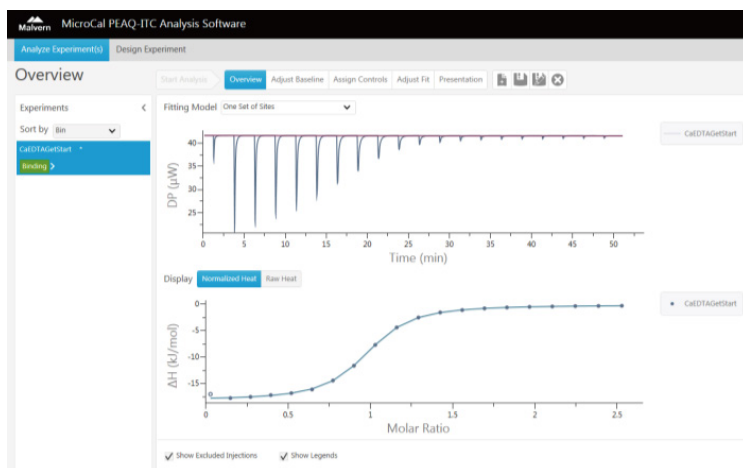 Malvern MicroCal PEAQ-ITC Analysis Software
Analyze Experiment(s) Design Experiment
Overview
Start Analysis Overview Adjust Baseline Assign Controls Adjust Fit Presentation
Experiments
Fitting Model One Set of Sites
Sort by Bin
CaEDTAGetStart *
Binding >
CaEDTAGetStart
DP (μW)
40
35
30
25
0 5 10 15 20 25 30 35 40 45 50
Time (min)
Display Normalized Heat Raw Heat
CaEDTAGetStart
ΔH (kJ/mol)
0
-5
-10
-15
0 0.5 1 1.5 2 2.5
Molar Ratio
Show Excluded Injections Show Legends